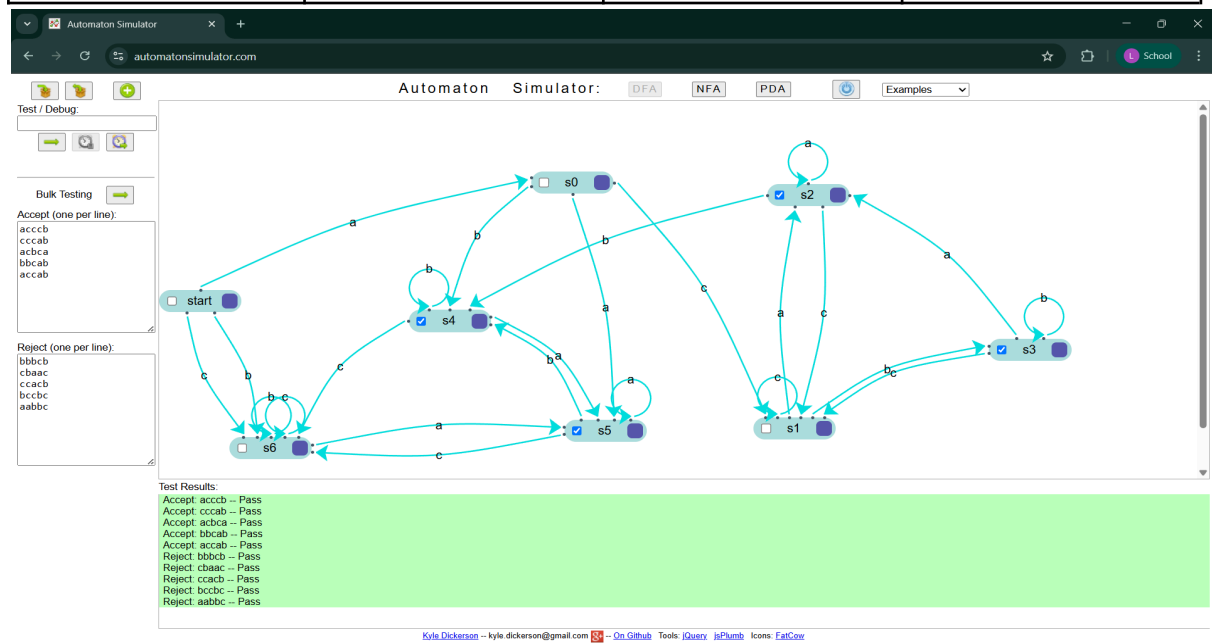 Automaton Simulator
automatonsimulator.com
School
Automaton Simulator: DFA NFA PDA Examples
Test / Debug:
Bulk Testing
Accept (one per line):
acccb
cccab
acbca
bbcab
accab
Reject (one per line):
bbbcb
cbaac
ccacb
bccbc
aabbc
a
s0
s2
b
b
a
a
b
c
start
s4
a
c
a
c
b
s3
c
b
c
b
a
b
c
a
c
b
c
s6
a
s5
s1
c
Test Results:
Accept: acccb -- Pass
Accept: cccab -- Pass
Accept: acbca -- Pass
Accept: bbcab -- Pass
Accept: accab -- Pass
Reject: bbbcb -- Pass
Reject: cbaac -- Pass
Reject: ccacb -- Pass
Reject: bccbc -- Pass
Reject: aabbc -- Pass
Kyle Dickerson -- kyle.dickerson@gmail.com -- On Github Tools: jQuery jsPlumb Icons: FatCow